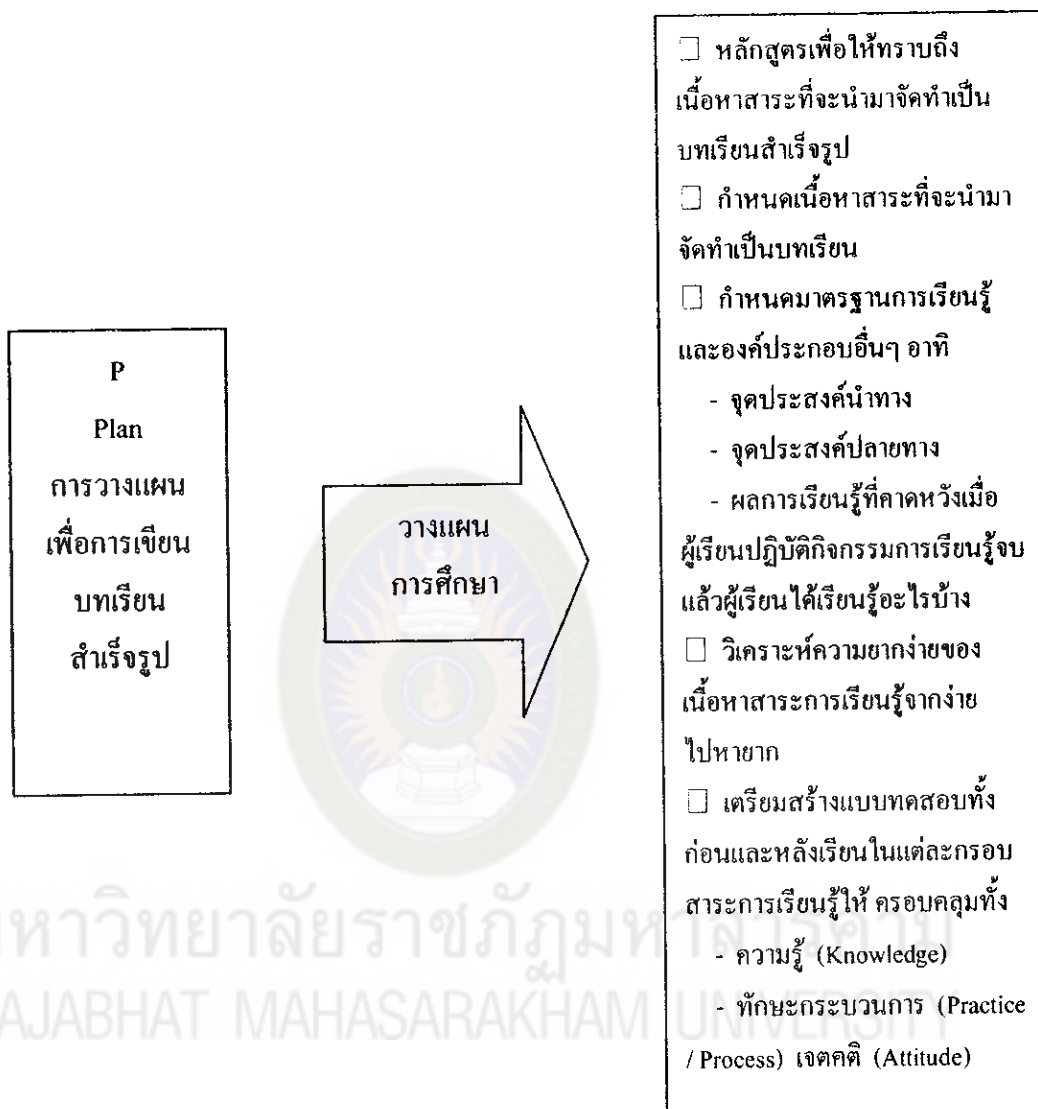 P
Plan
การวางแผน
เพื่อการเขียน
บทเรียน
สำเร็จรูป
วางแผน
การศึกษา
☐ หลักสูตรเพื่อให้ทราบถึง
เนื้อหาสาระที่จะนำมาจัดทำเป็น
บทเรียนสำเร็จรูป
☐ กำหนดเนื้อหาสาระที่จะนำมา
จัดทำเป็นบทเรียน
☐ กำหนดมาตรฐานการเรียนรู้
และองค์ประกอบอื่นๆ อาทิ
- จุดประสงค์นำทาง
- จุดประสงค์ปลายทาง
- ผลการเรียนรู้ที่คาดหวังเมื่อ
ผู้เรียนปฏิบัติกิจกรรมการเรียนรู้จบ
แล้วผู้เรียนได้เรียนรู้อะไรบ้าง
☐ วิเคราะห์ความยากง่ายของ
เนื้อหาสาระการเรียนรู้จากง่าย
ไปหายาก
☐ เตรียมสร้างแบบทดสอบทั้ง
ก่อนและหลังเรียนในแต่ละกรอบ
สาระการเรียนรู้ให้ ครอบคลุมทั้ง
- ความรู้ (Knowledge)
- ทักษะกระบวนการ (Practice
/ Process) เจตคติ (Attitude)
หาวิทยาลัยราชภัฏมหาสารคาม
AJABHAT MAHASARAKHAM UNIVERSITY